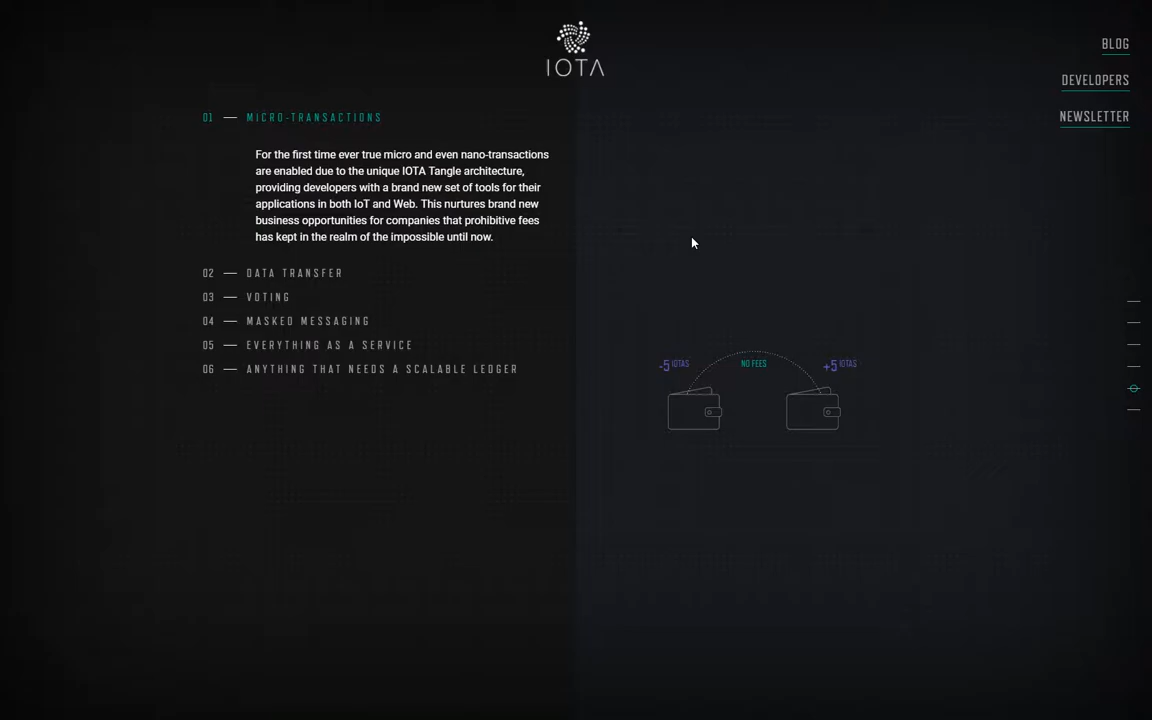 IOTA
BLOG
DEVELOPERS
NEWSLETTER
01 — MICRO-TRANSACTIONS
For the first time ever true micro and even nano-transactions
are enabled due to the unique IOTA Tangle architecture,
providing developers with a brand new set of tools for their
applications in both IoT and Web. This nurtures brand new
business opportunities for companies that prohibitive fees
has kept in the realm of the impossible until now.
02 — DATA TRANSFER
03 — VOTING
04 — MASKED MESSAGING
05 — EVERYTHING AS A SERVICE
06 — ANYTHING THAT NEEDS A SCALABLE LEDGER
-5 IOTAS
NO FEES
+5 IOTAS